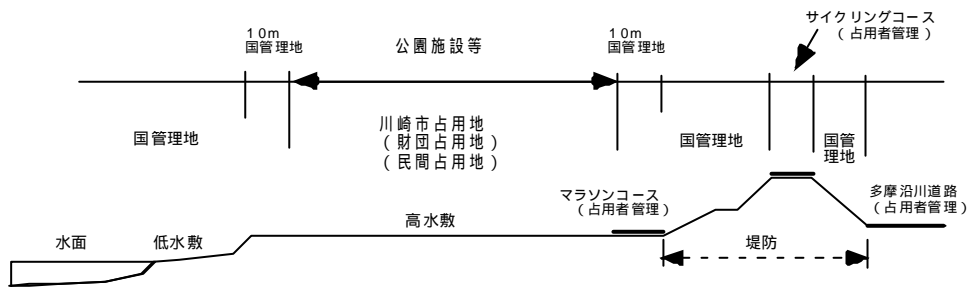 サイクリングコース
(占用者管理)
10m
国管理地
公園施設等
10m
国管理地
国管理地
川崎市占用地
(財団占用地)
(民間占用地)
国管理地
国管
理地
マラソンコース
(占用者管理)
多摩沿川道路
(占用者管理)
高水敷
水面
低水敷
堤防